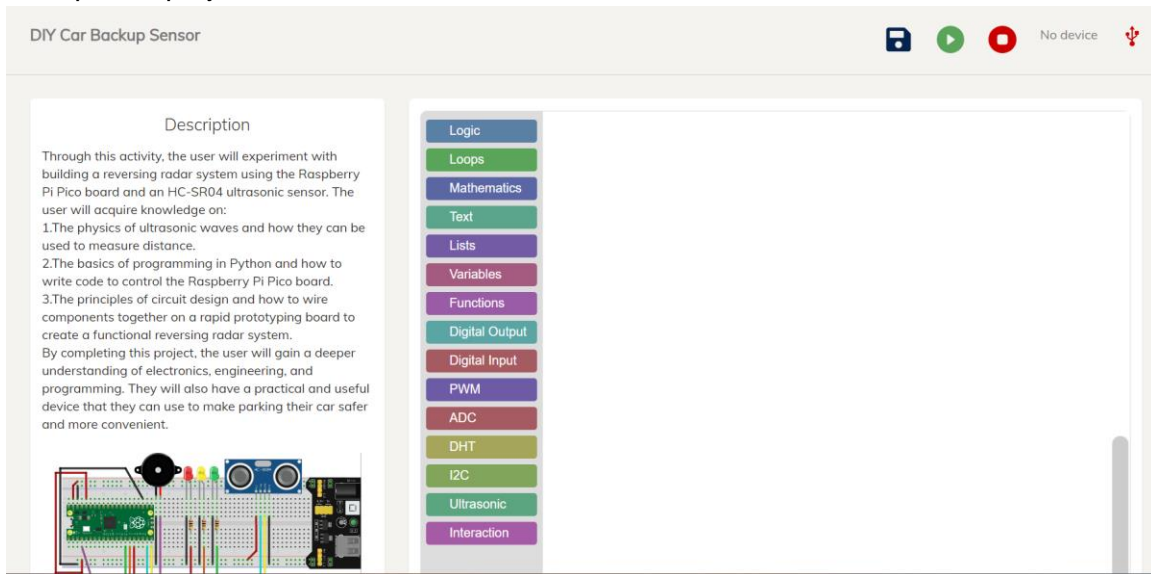 DIY Car Backup Sensor
No device
Description
Through this activity, the user will experiment with
building a reversing radar system using the Raspberry
Pi Pico board and an HC-SR04 ultrasonic sensor. The
user will acquire knowledge on:
1.The physics of ultrasonic waves and how they can be
used to measure distance.
2.The basics of programming in Python and how to
write code to control the Raspberry Pi Pico board.
3.The principles of circuit design and how to wire
components together on a rapid prototyping board to
create a functional reversing radar system.
By completing this project, the user will gain a deeper
understanding of electronics, engineering, and
programming. They will also have a practical and useful
device that they can use to make parking their car safer
and more convenient.
Logic
Loops
Mathematics
Text
Lists
Variables
Functions
Digital Output
Digital Input
PWM
ADC
DHT
I2C
Ultrasonic
Interaction